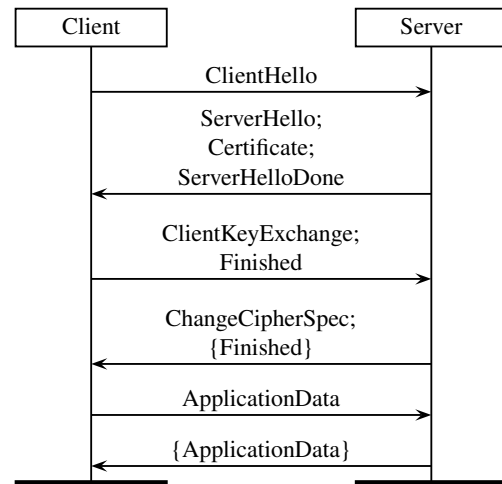 Client
Server
ClientHello
ServerHello;
Certificate;
ServerHelloDone
ClientKeyExchange;
Finished
ChangeCipherSpec;
{Finished}
ApplicationData
{ApplicationData}